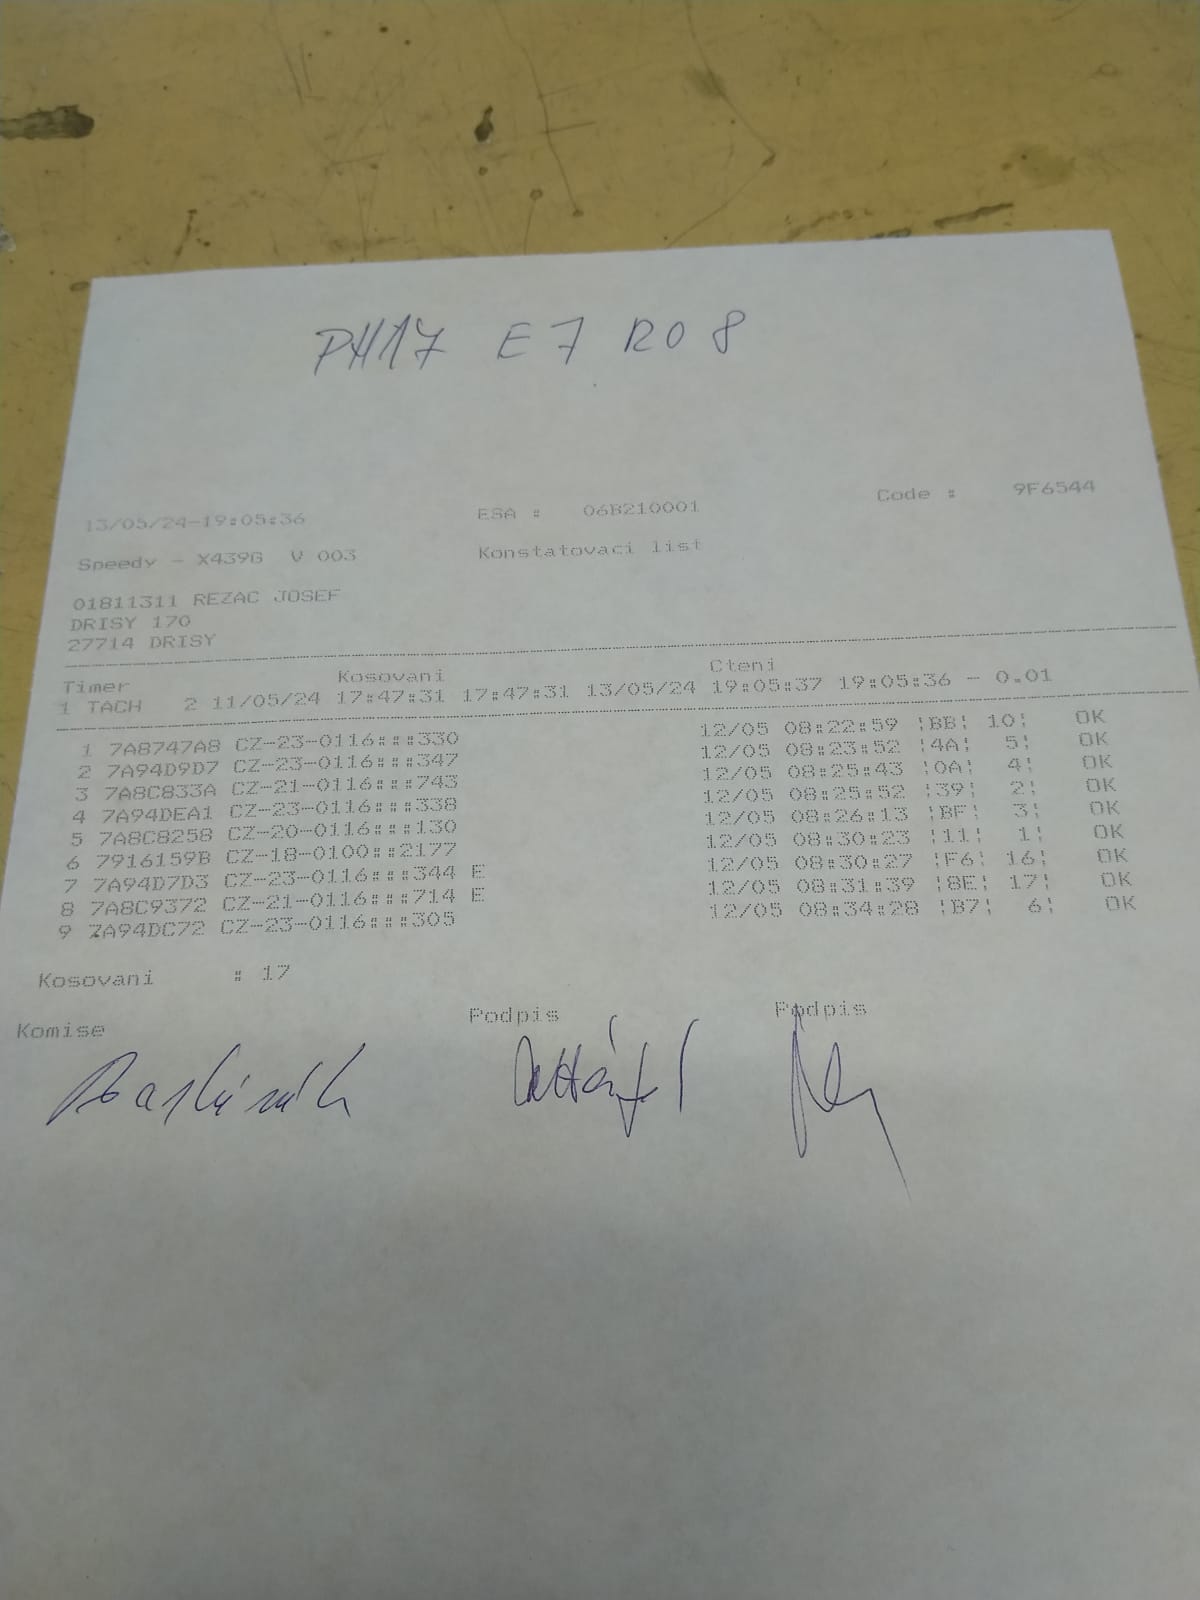 PH17 E7 RO 8
13/05/24-19:05:36 ESA : 06B210001 Code : 9F6544
Speedy - X439G V 003 Konstatovaci list
01811311 REZAC JOSEF
DRISY 170
27714 DRISY
Kosovani Cteni
Timer
1 TACH 2 11/05/24 17:47:31 17:47:31 13/05/24 19:05:37 19:05:36 - 0.01
1 7A8747A8 CZ-23-0116:::330 12/05 08:22:59 ¦BB¦ 10¦ OK
2 7A94D9D7 CZ-23-0116:::347 12/05 08:23:52 ¦4A¦ 5¦ OK
3 7A8C833A CZ-21-0116:::743 12/05 08:25:43 ¦0A¦ 4¦ OK
4 7A94DEA1 CZ-23-0116:::338 12/05 08:25:52 ¦39¦ 2¦ OK
5 7A8C8258 CZ-20-0116:::130 12/05 08:26:13 ¦BF¦ 3¦ OK
6 7916159B CZ-18-0100::2177 12/05 08:30:23 ¦11¦ 1¦ OK
7 7A94D7D3 CZ-23-0116:::344 E 12/05 08:30:27 ¦F6¦ 16¦ OK
8 7A8C9372 CZ-21-0116:::714 E 12/05 08:31:39 ¦8E¦ 17¦ OK
9 7A94DC72 CZ-23-0116:::305 12/05 08:34:28 ¦B7¦ 6¦ OK
Kosovani : 17
Komise Podpis Podpis